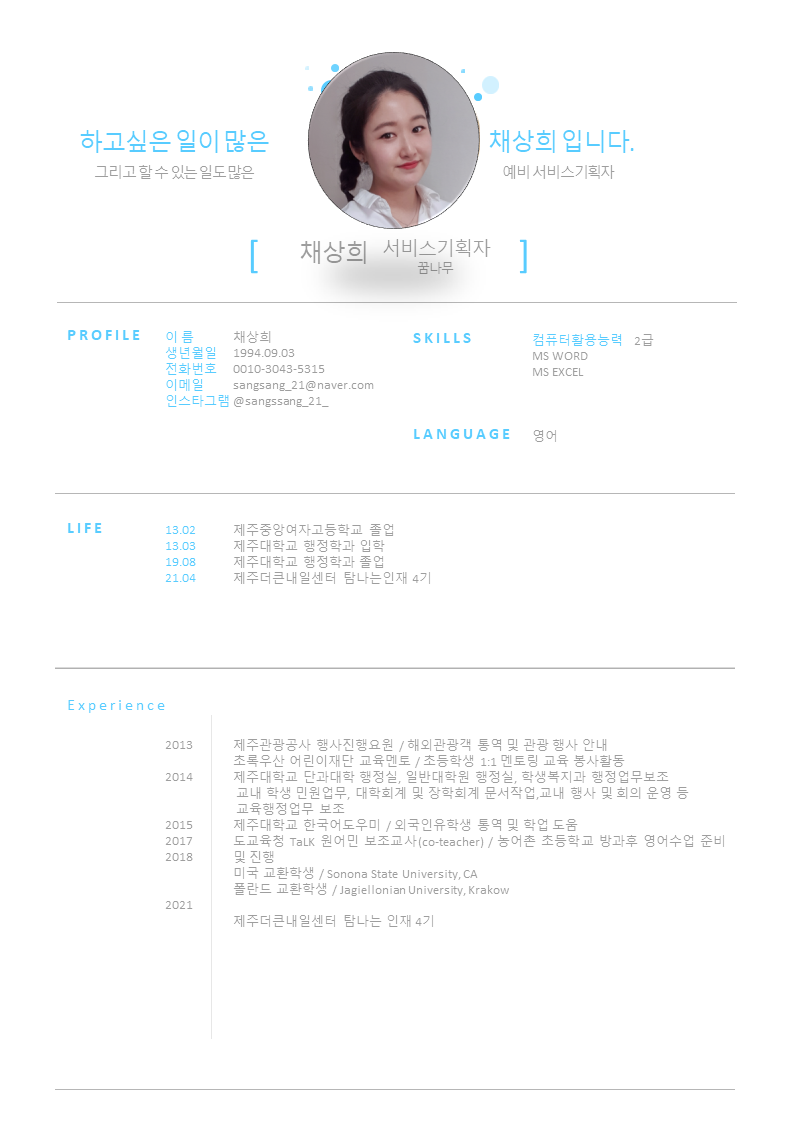 하고싶은 일이 많은
채상희 입니다.
그리고 할 수 있는 일도 많은
예비 서비스기획자
[ 채상희 서비스기획자 ]
꿈나무
PROFILE
이 름 채상희
생년월일 1994.09.03
전화번호 0010-3043-5315
이메일 sangsang_21@naver.com
인스타그램 @sangssang_21_
SKILLS
컴퓨터활용능력 2급
MS WORD
MS EXCEL
LANGUAGE 영어
LIFE
13.02 제주중앙여자고등학교 졸업
13.03 제주대학교 행정학과 입학
19.08 제주대학교 행정학과 졸업
21.04 제주더큰내일센터 탐나는인재 4기
Experience
2013 제주관광공사 행사진행요원 / 해외관광객 통역 및 관광 행사 안내
초록우산 어린이재단 교육멘토 / 초등학생 1:1 멘토링 교육 봉사활동
2014 제주대학교 단과대학 행정실, 일반대학원 행정실, 학생복지과 행정업무보조
교내 학생 민원업무, 대학회계 및 장학회계 문서작업,교내 행사 및 회의 운영 등
교육행정업무 보조
2015 제주대학교 한국어도우미 / 외국인유학생 통역 및 학업 도움
2017 도교육청 TaLK 원어민 보조교사(co-teacher) / 농어촌 초등학교 방과후 영어수업 준비
2018 및 진행
미국 교환학생 / Sonona State University, CA
폴란드 교환학생 / Jagiellonian University, Krakow
2021
제주더큰내일센터 탐나는 인재 4기